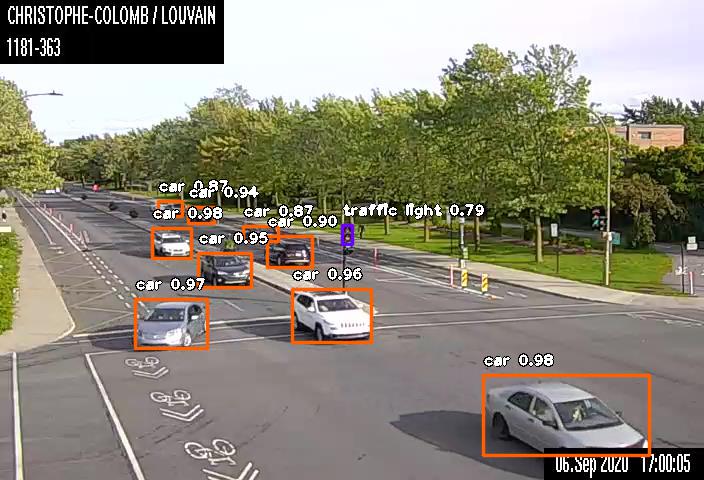 CHRISTOPHE-COLOMB / LOUVAIN
1181-363
car 0.87
car 0.94
car 0.98
car 0.87
traffic light 0.79
car 0.90
car 0.95
car 0.96
car 0.97
car 0.98
06.Sep 2020 17:00:05